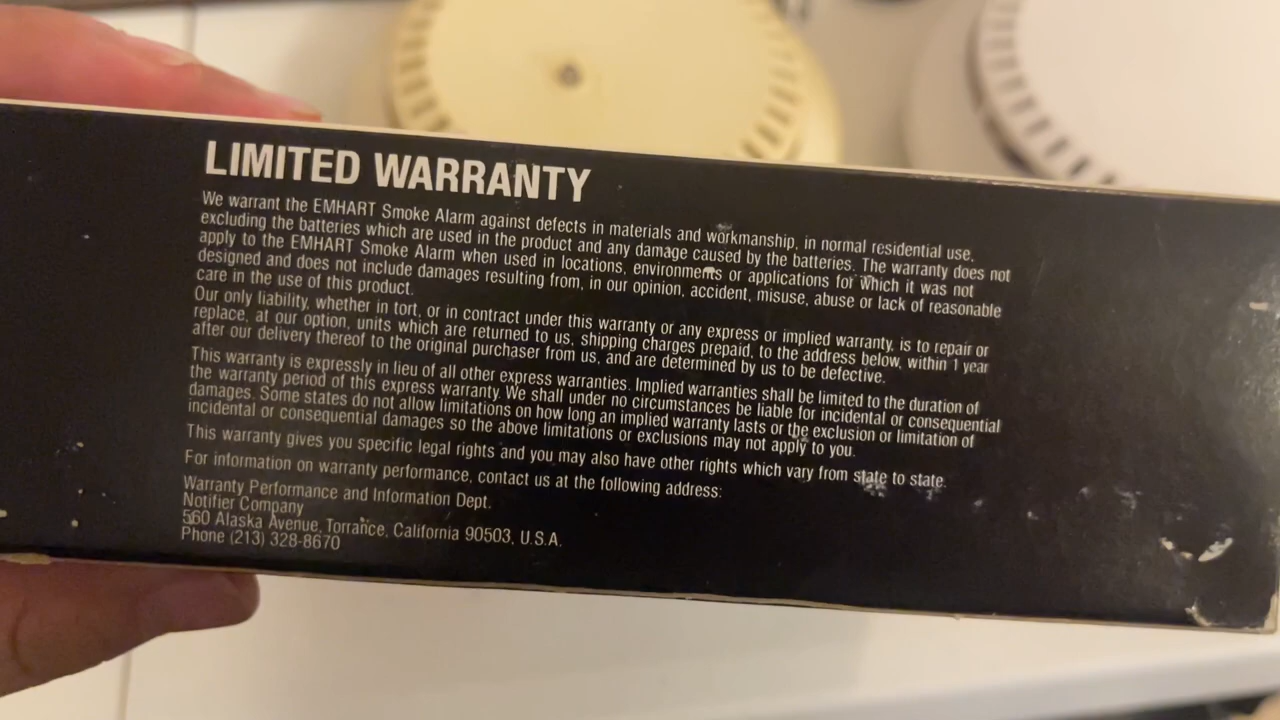 LIMITED WARRANTY
We warrant the EMHART Smoke Alarm against defects in materials and workmanship, in normal residential use,
excluding the batteries which are used in the product and any damage caused by the batteries. The warranty does not
apply to the EMHART Smoke Alarm when used in locations, environments or applications for which it was not
designed and does not include damages resulting from, in our opinion, accident, misuse, abuse or lack of reasonable
care in the use of this product.
Our only liability, whether in tort, or in contract under this warranty or any express or implied warranty, is to repair or
replace, at our option, units which are returned to us, shipping charges prepaid, to the address below, within 1 year
after our delivery thereof to the original purchaser from us, and are determined by us to be defective.
This warranty is expressly in lieu of all other express warranties. Implied warranties shall be limited to the duration of
the warranty period of this express warranty. We shall under no circumstances be liable for incidental or consequential
damages. Some states do not allow limitations on how long an implied warranty lasts or the exclusion or limitation of
incidental or consequential damages so the above limitations or exclusions may not apply to you.
This warranty gives you specific legal rights and you may also have other rights which vary from state to state.
For information on warranty performance, contact us at the following address:
Warranty Performance and Information Dept.
Notifier Company
560 Alaska Avenue, Torrance, California 90503, U.S.A.
Phone (213) 328-8670